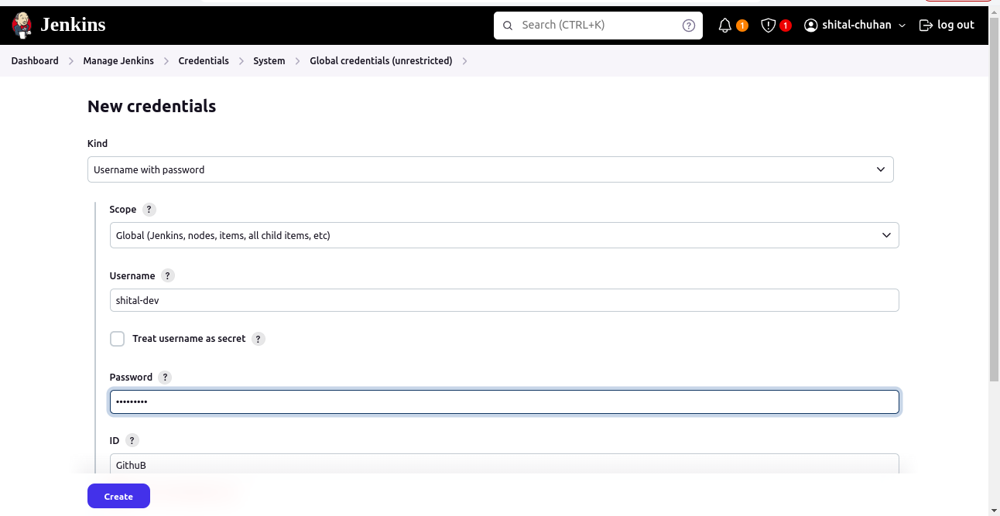 Jenkins
Search (CTRL+K)
?
1
1
shital-chuhan
log out
Dashboard
Manage Jenkins
Credentials
System
Global credentials (unrestricted)
New credentials
Kind
Username with password
Scope ?
Global (Jenkins, nodes, items, all child items, etc)
Username ?
shital-dev
Treat username as secret ?
Password ?
•••••••••
ID ?
GithuB
Create